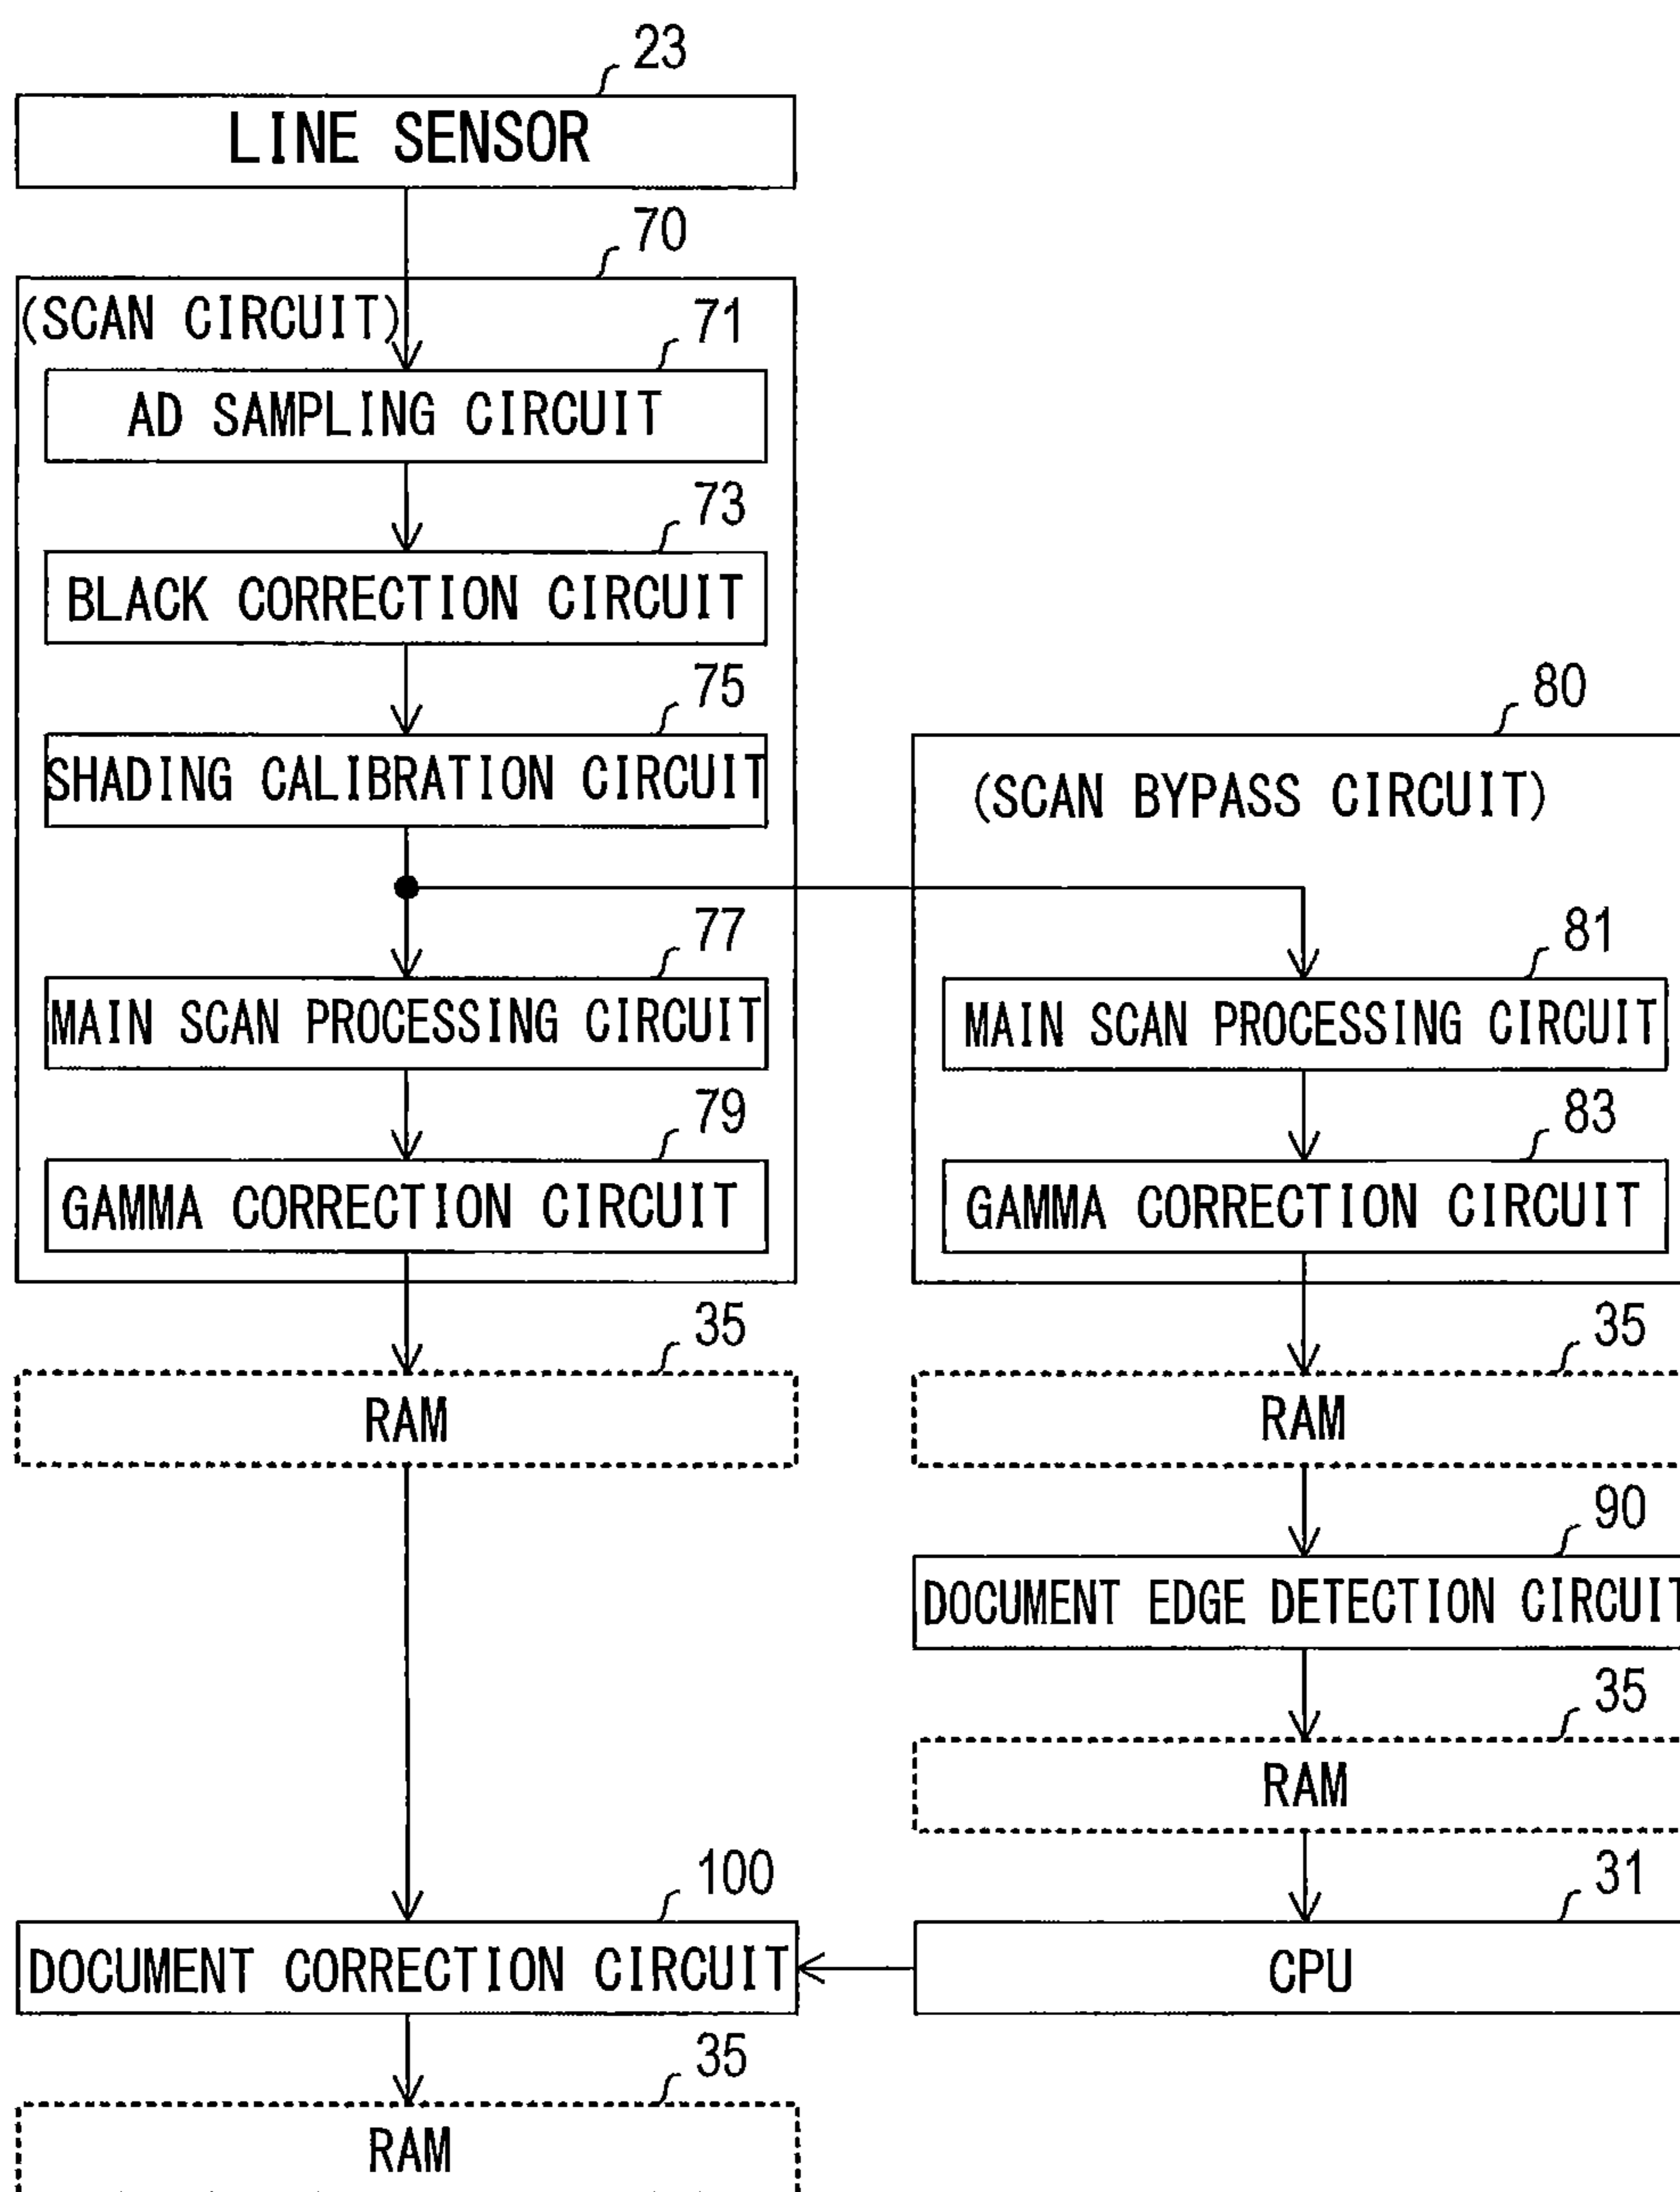 23
LINE SENSOR
70
(SCAN CIRCUIT)
71
AD SAMPLING CIRCUIT
73
BLACK CORRECTION CIRCUIT
75
SHADING CALIBRATION CIRCUIT
80
(SCAN BYPASS CIRCUIT)
77
MAIN SCAN PROCESSING CIRCUIT
81
MAIN SCAN PROCESSING CIRCUIT
79
GAMMA CORRECTION CIRCUIT
83
GAMMA CORRECTION CIRCUIT
35
RAM
35
RAM
90
DOCUMENT EDGE DETECTION CIRCUIT
35
RAM
100
DOCUMENT CORRECTION CIRCUIT
31
CPU
35
RAM